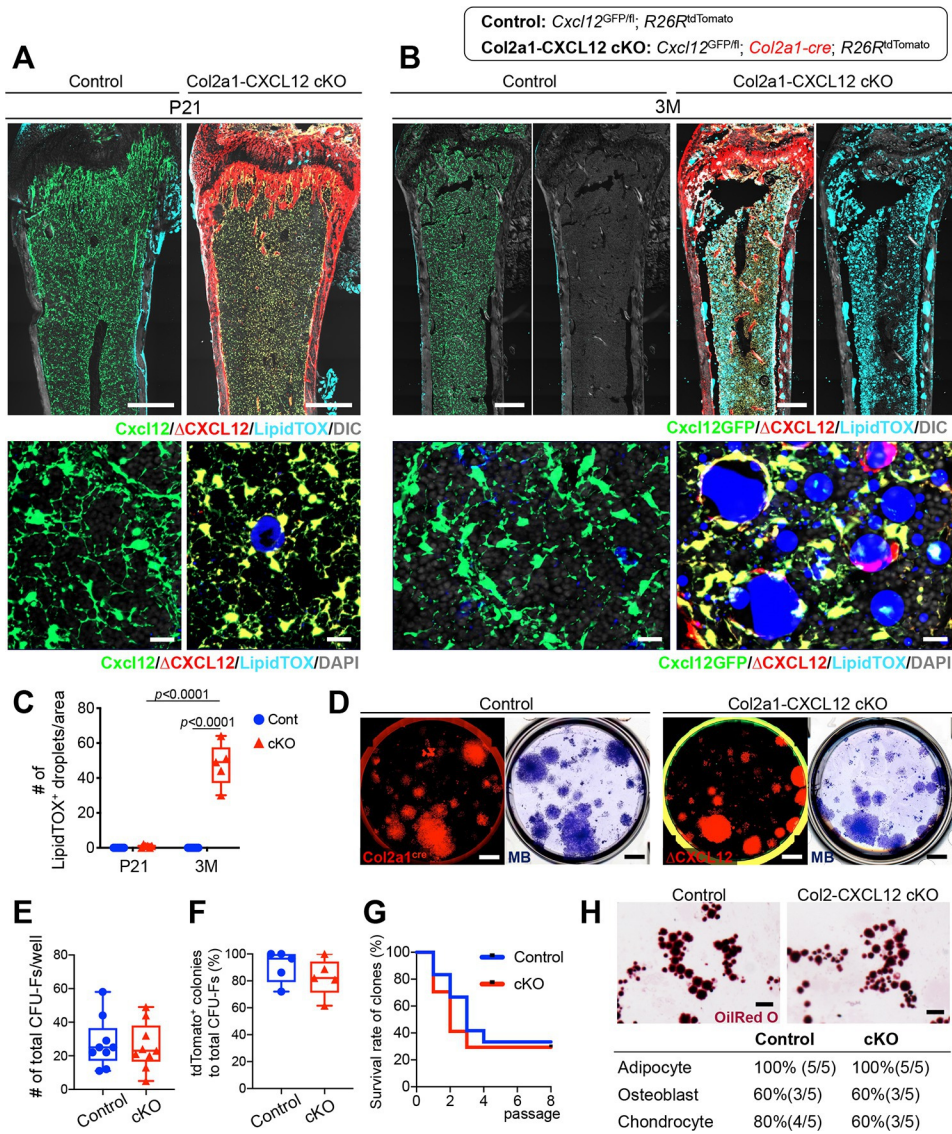 Control: Cxcl12GFP/fl; R26RtdTomato
Col2a1-CXCL12 cKO: Cxcl12GFP/fl; Col2a1-cre; R26RtdTomato
A
Control
Col2a1-CXCL12 cKO
P21
Cxcl12/ΔCXCL12/LipidTOX/DIC
Cxcl12/ΔCXCL12/LipidTOX/DAPI
B
Control
Col2a1-CXCL12 cKO
3M
Cxcl12GFP/ΔCXCL12/LipidTOX/DIC
Cxcl12GFP/ΔCXCL12/LipidTOX/DAPI
C
# of
LipidTOX+ droplets/area
80
60
40
20
0
p<0.0001
p<0.0001
Cont
cKO
P21
3M
D
Control
Col2a1-CXCL12 cKO
Col2a1cre
MB
ΔCXCL12
MB
E
# of total CFU-Fs/well
80
60
40
20
0
Control
cKO
F
tdTomato+ colonies
to total CFU-Fs (%)
100
80
60
40
20
0
Control
cKO
G
Survival rate of clones (%)
100
80
60
40
20
0
Control
cKO
0 2 4 6 8
passage
H
Control
Col2-CXCL12 cKO
OilRed O
Control cKO
Adipocyte 100% (5/5) 100%(5/5)
Osteoblast 60%(3/5) 60%(3/5)
Chondrocyte 80%(4/5) 60%(3/5)